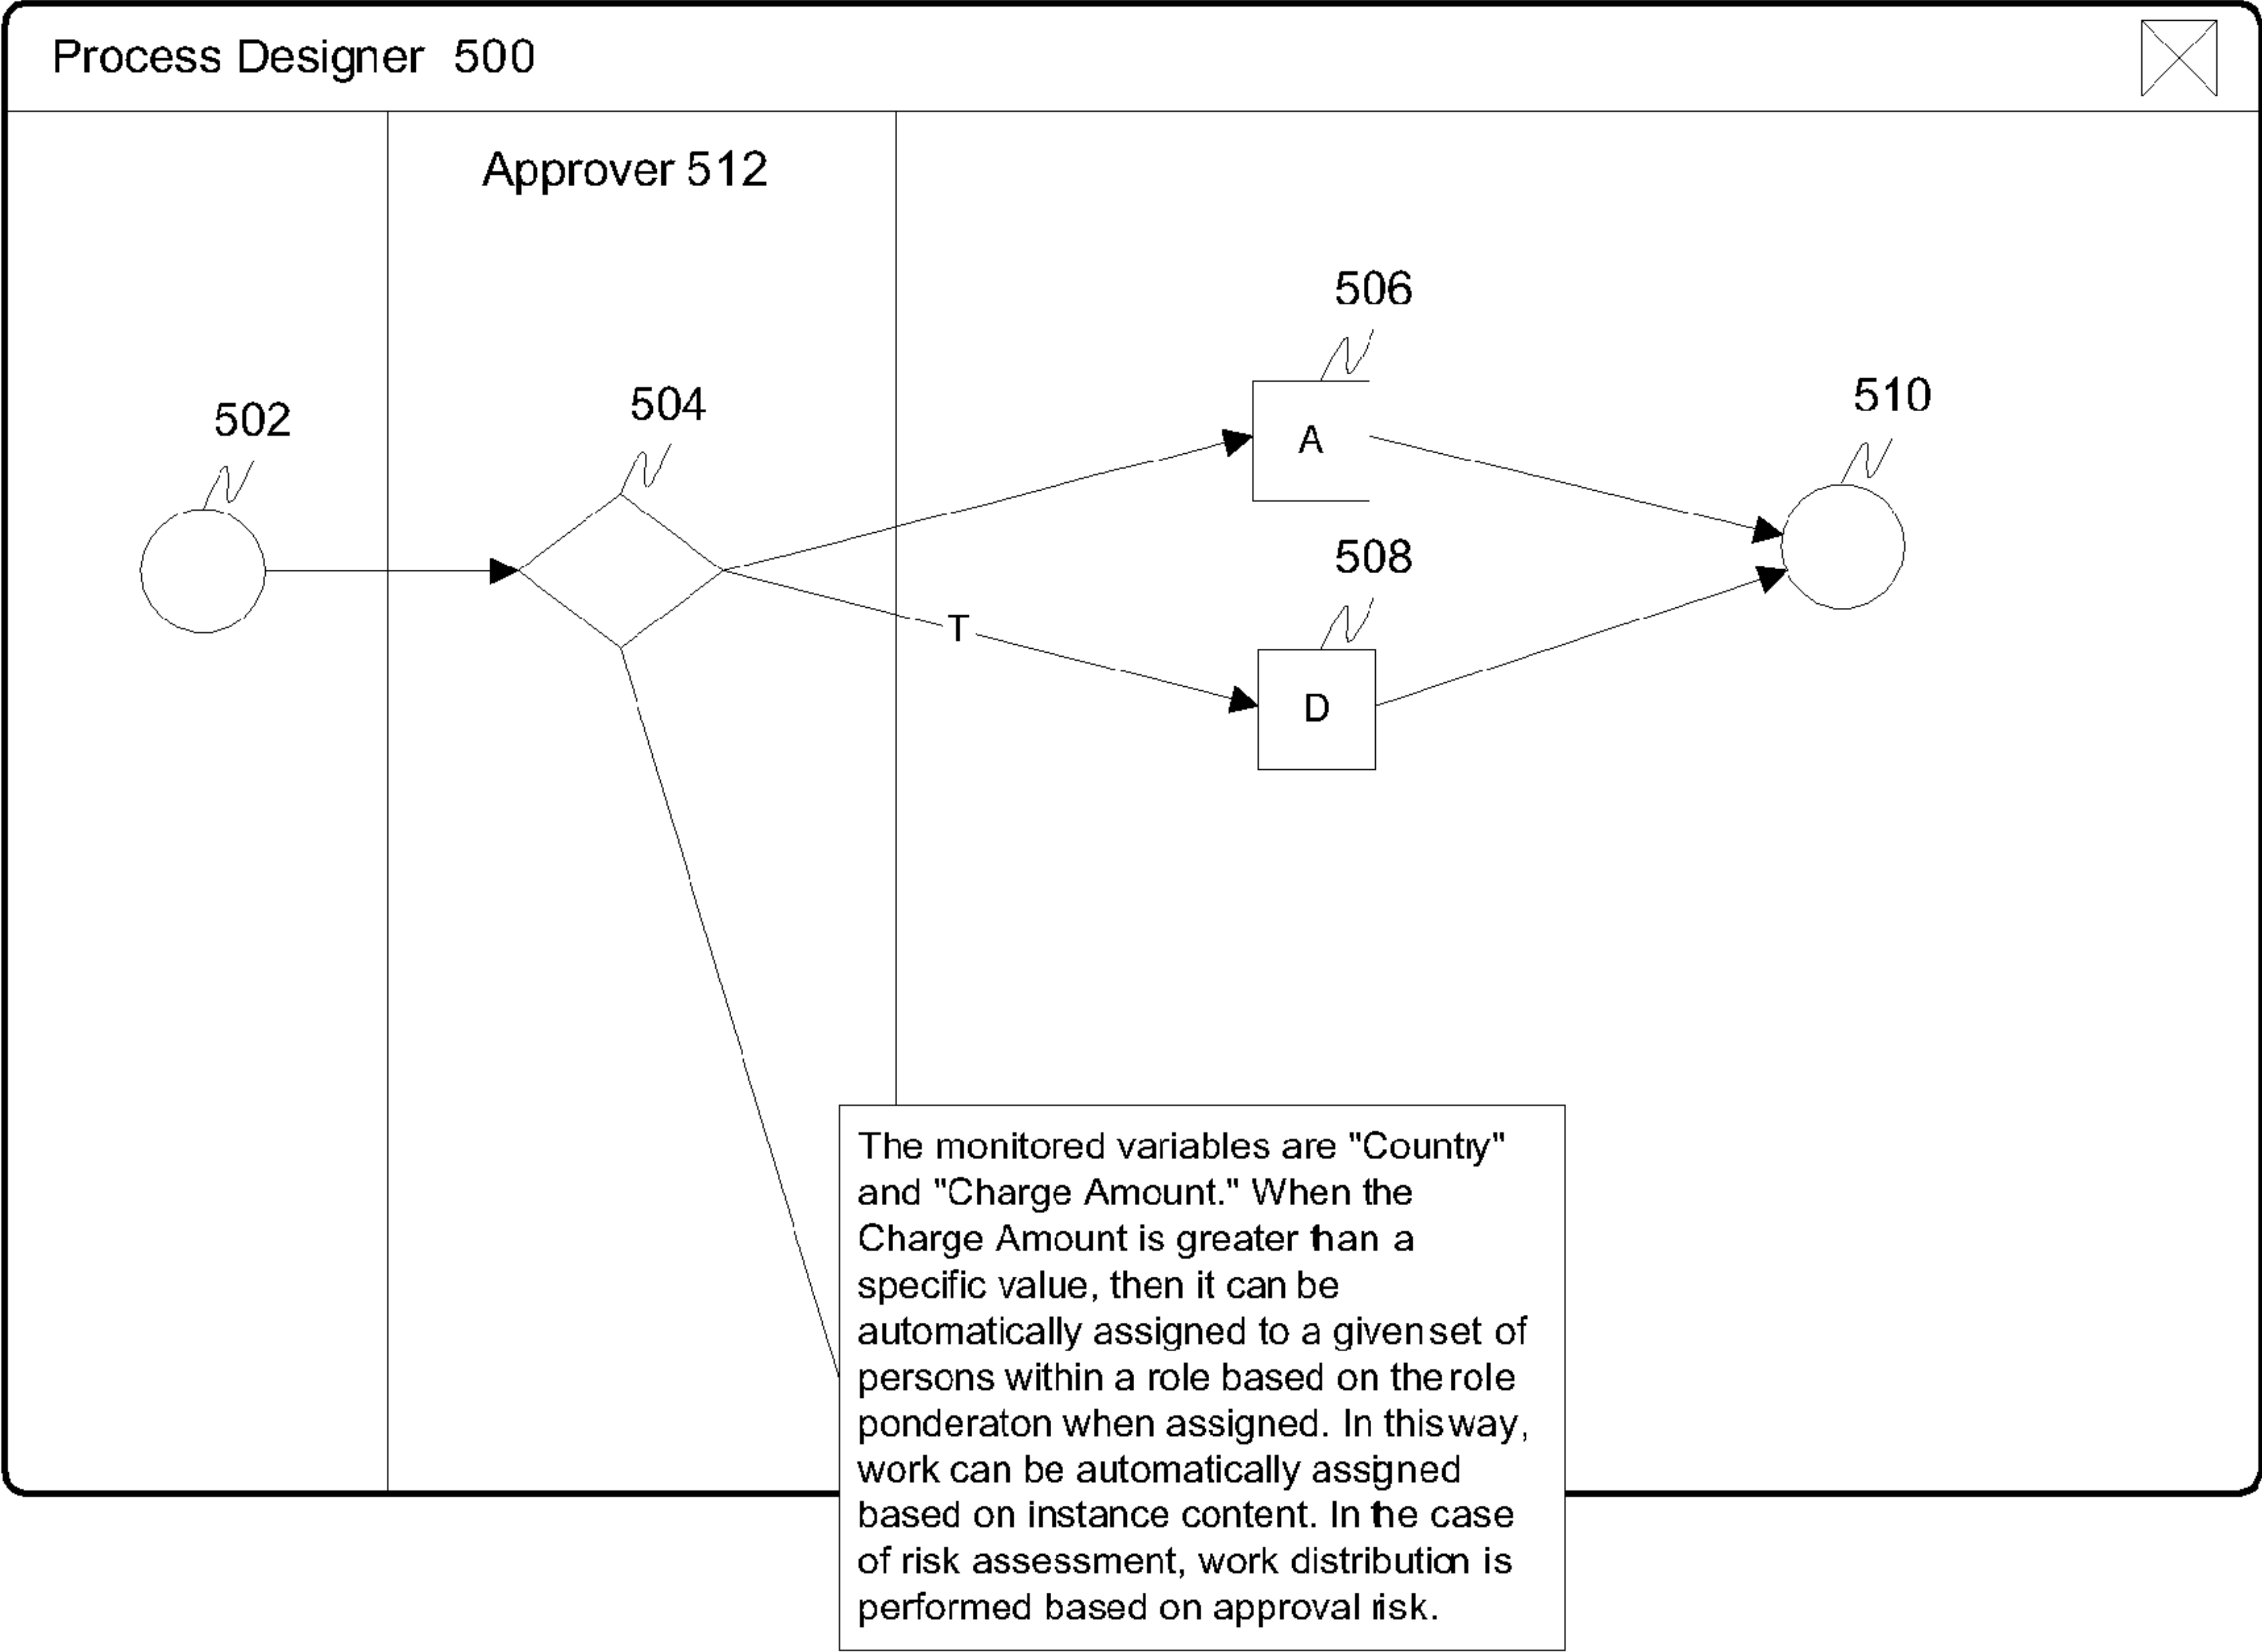 Process Designer 500
Approver 512
506
510
504
502
A
508
T
D
The monitored variables are "Country"
and "Charge Amount." When the
Charge Amount is greater than a
specific value, then it can be
automatically assigned to a given set of
persons within a role based on the role
ponderaton when assigned. In this way,
work can be automatically assigned
based on instance content. In the case
of risk assessment, work distribution is
performed based on approval risk.